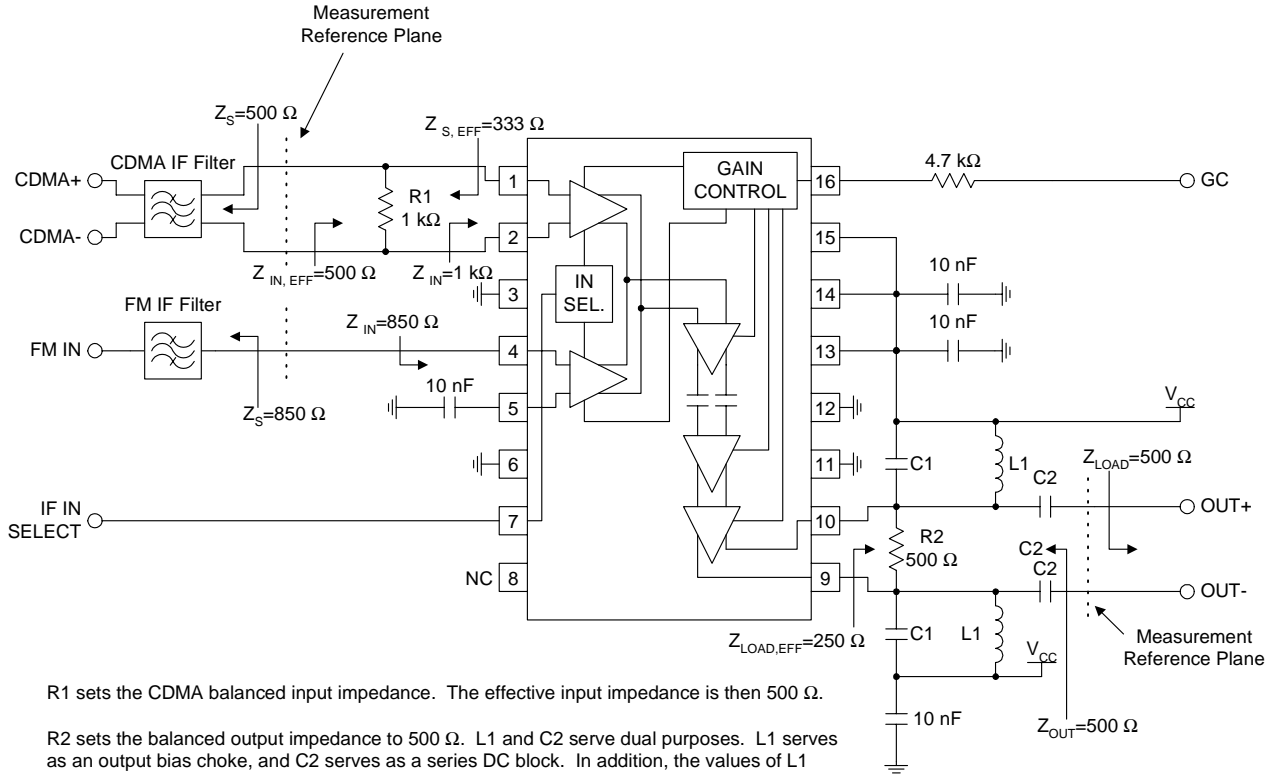 Measurement
Reference Plane
Z_S=500 Ω
Z_S, EFF=333 Ω
CDMA IF Filter
CDMA+
CDMA-
R1
1 kΩ
Z_IN, EFF=500 Ω
Z_IN=1 kΩ
1
2
3
4
5
6
7
8
GAIN
CONTROL
IN
SEL.
16
15
14
13
12
11
10
9
4.7 kΩ
GC
10 nF
10 nF
FM IF Filter
FM IN
Z_IN=850 Ω
Z_S=850 Ω
10 nF
IF IN
SELECT
NC
V_CC
C1
L1
C2
Z_LOAD=500 Ω
OUT+
R2
500 Ω
C2
C2
OUT-
Z_LOAD,EFF=250 Ω
C1
L1
V_CC
Measurement
Reference Plane
10 nF
Z_OUT=500 Ω
R1 sets the CDMA balanced input impedance. The effective input impedance is then 500 Ω.
R2 sets the balanced output impedance to 500 Ω. L1 and C2 serve dual purposes. L1 serves
as an output bias choke, and C2 serves as a series DC block. In addition, the values of L1